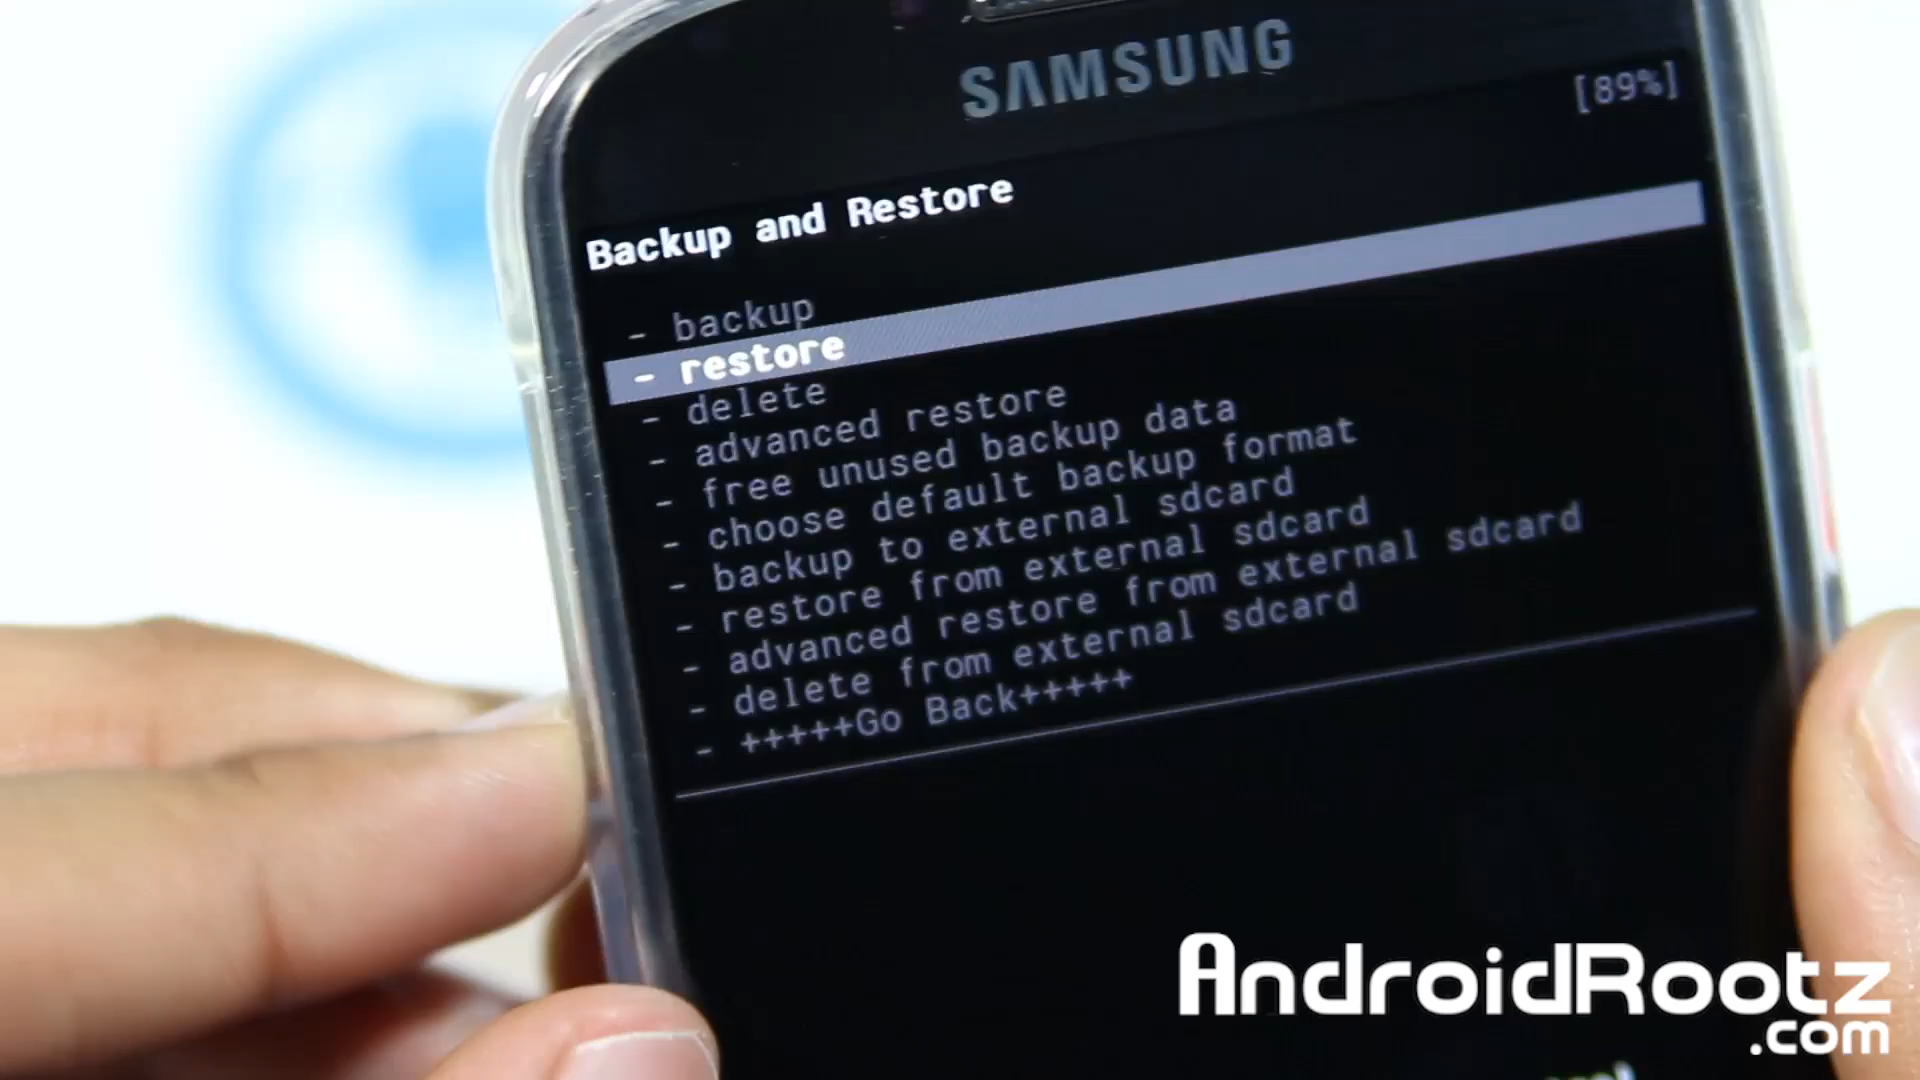 SAMSUNG
[89%]
Backup and Restore
- backup
- restore
- delete
- advanced restore
- free unused backup data
- choose default backup format
- backup to external sdcard
- restore from external sdcard
- advanced restore from external sdcard
- delete from external sdcard
- +++++Go Back+++++
AndroidRootz
.com